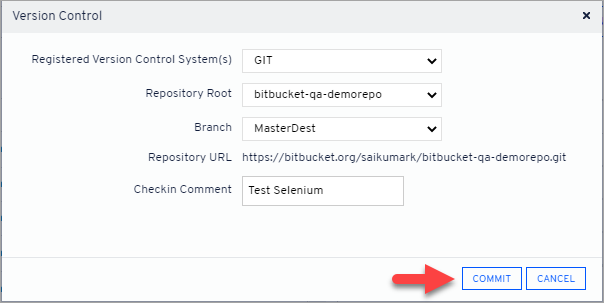 Version Control ×
Registered Version Control System(s) GIT
Repository Root bitbucket-qa-demorepo
Branch MasterDest
Repository URL https://bitbucket.org/saikumark/bitbucket-qa-demorepo.git
Checkin Comment Test Selenium
COMMIT CANCEL